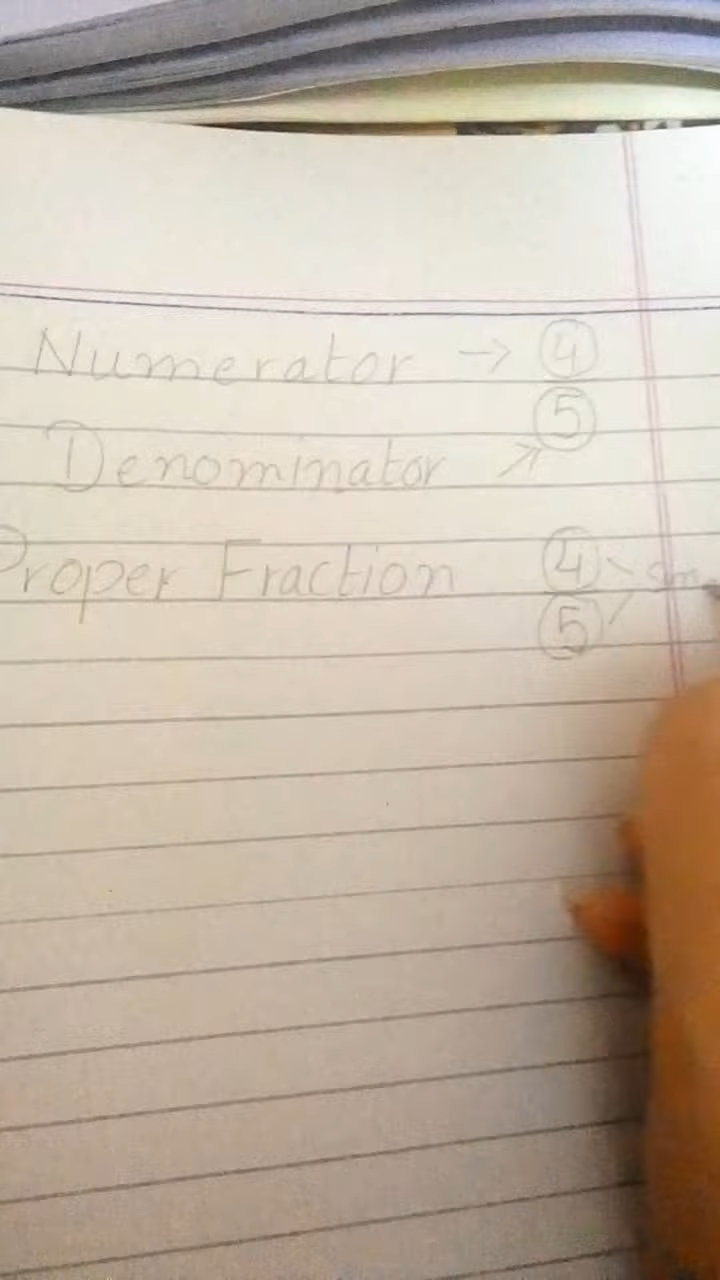 Numerator → 4
5
Denominator ↗
Proper Fraction 4
5